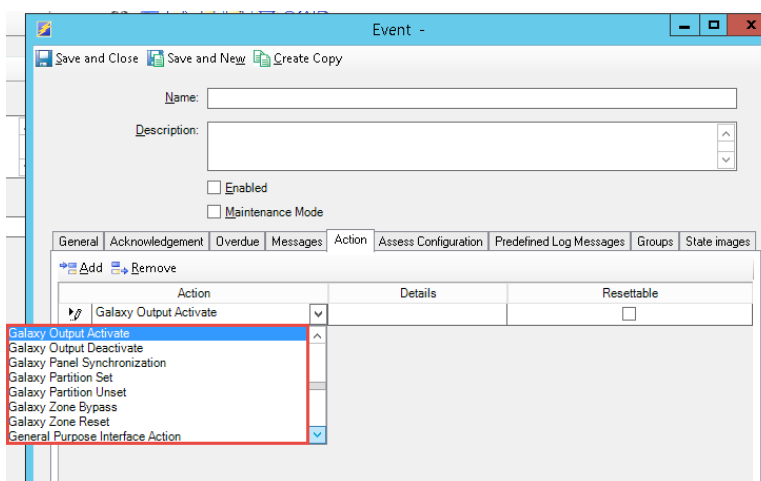 Event -
Save and Close Save and New Create Copy
Name:
Description:
Enabled
Maintenance Mode
General Acknowledgement Overdue Messages Action Assess Configuration Predefined Log Messages Groups State images
Add Remove
Action Details Resettable
Galaxy Output Activate
Galaxy Output Activate
Galaxy Output Deactivate
Galaxy Panel Synchronization
Galaxy Partition Set
Galaxy Partition Unset
Galaxy Zone Bypass
Galaxy Zone Reset
General Purpose Interface Action